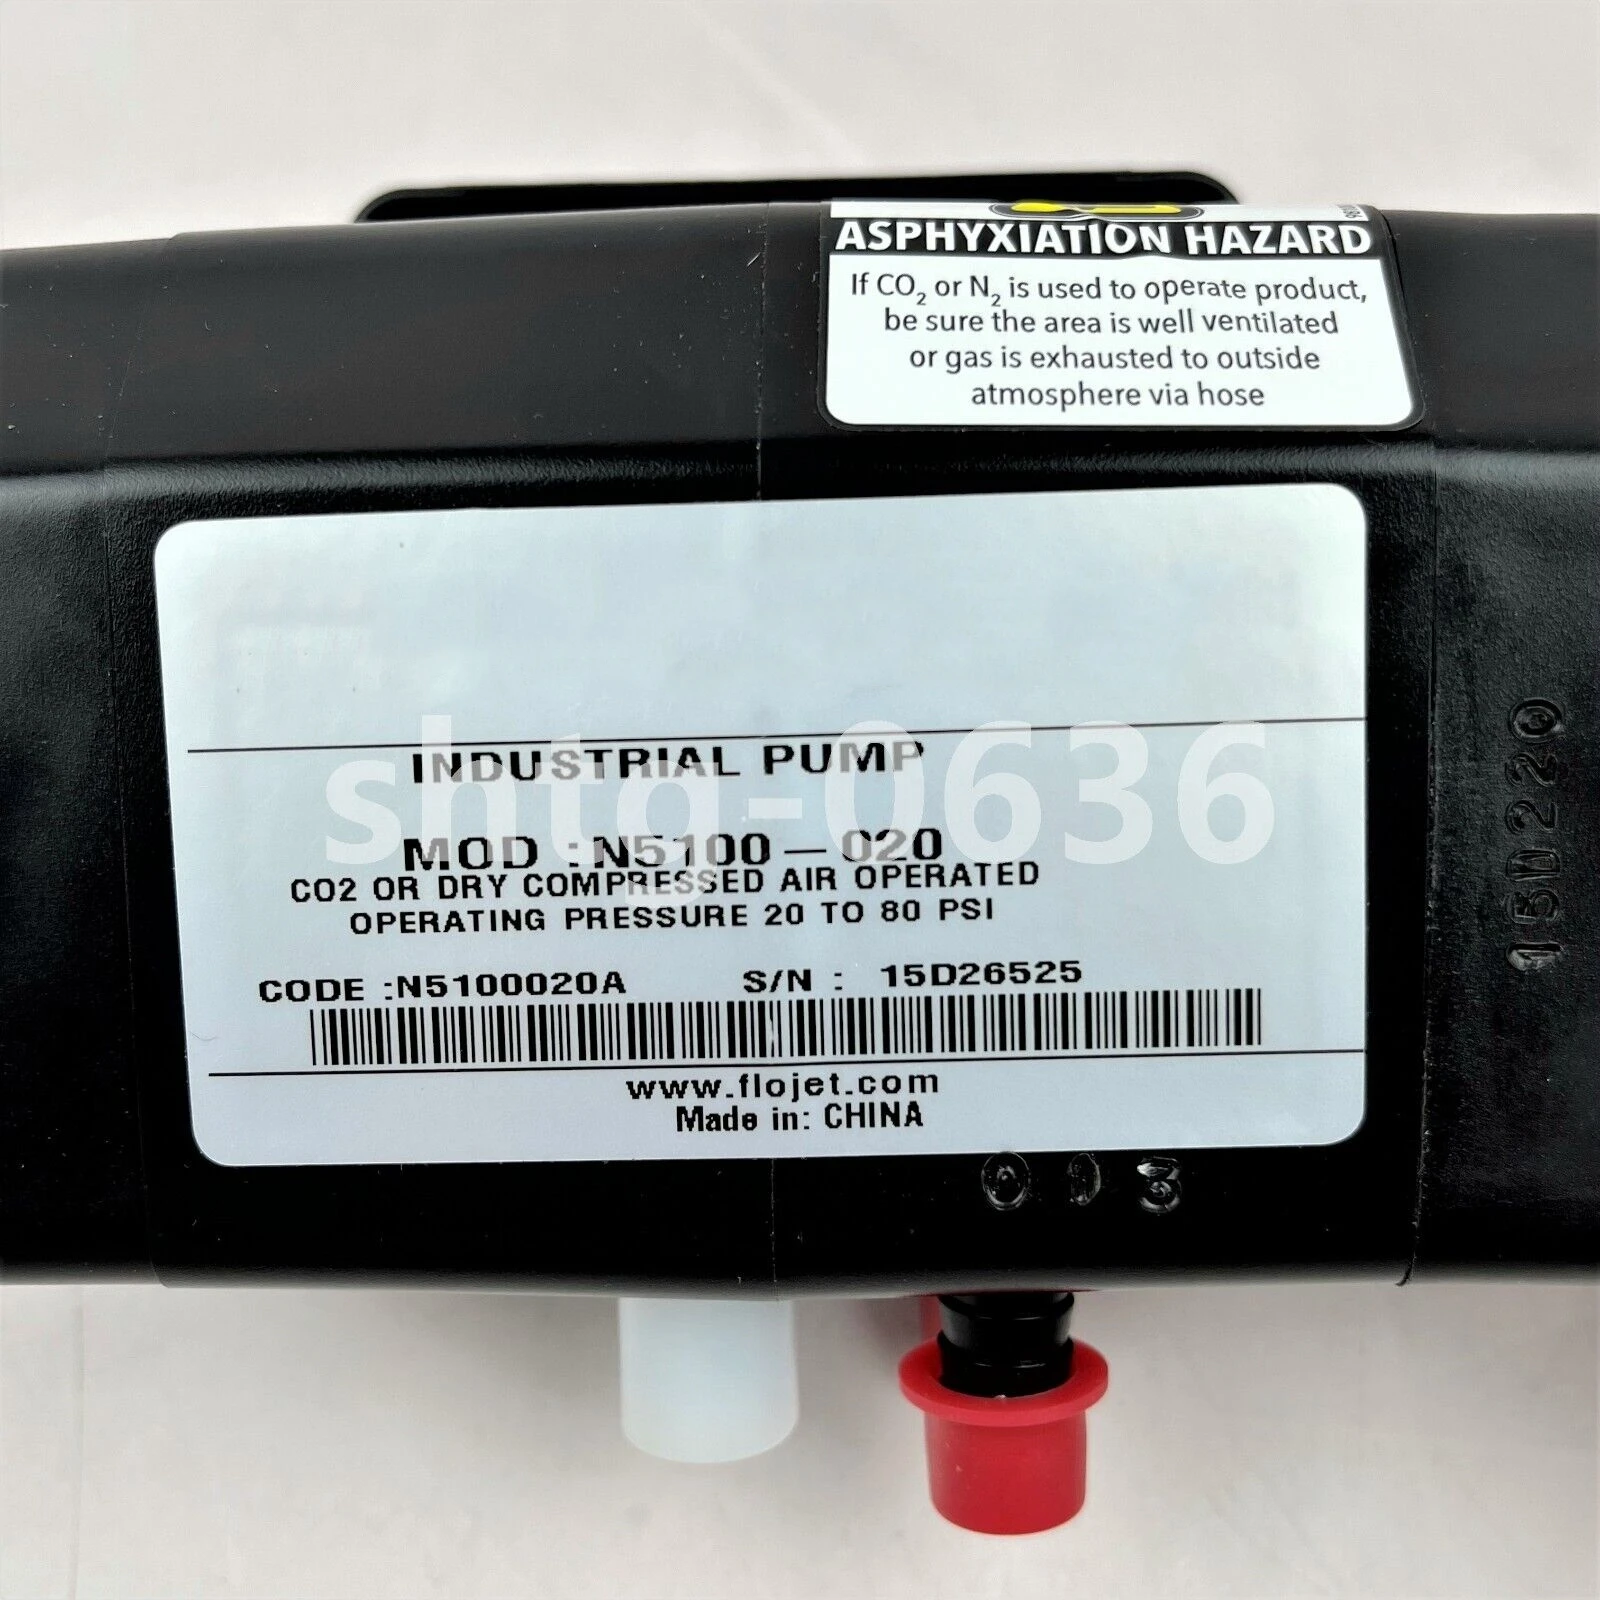 ASPHYXIATION HAZARD
If CO₂ or N₂ is used to operate product,
be sure the area is well ventilated
or gas is exhausted to outside
atmosphere via hose
shtg-0636
INDUSTRIAL PUMP
MOD :N5100-020
CO2 OR DRY COMPRESSED AIR OPERATED
OPERATING PRESSURE 20 TO 80 PSI
CODE :N5100020A S/N : 15D26525
www.flojet.com
Made in: CHINA
15D220